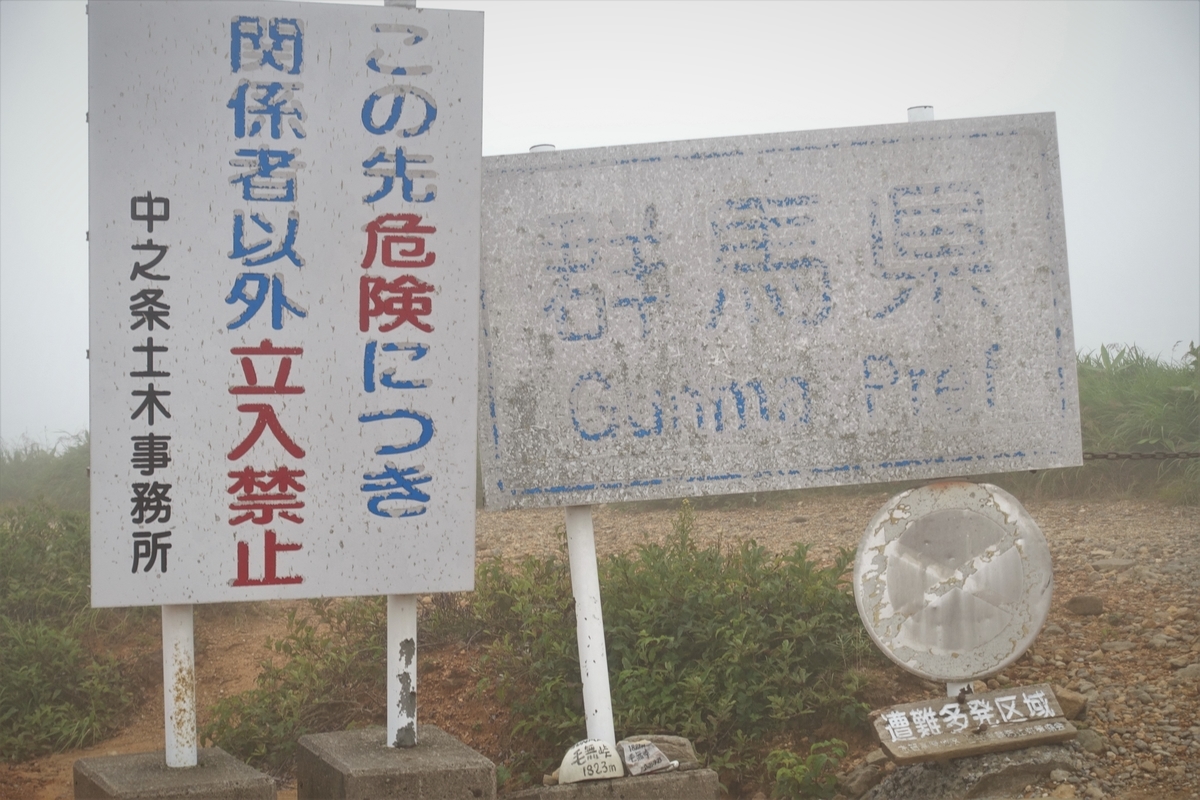 この先危険につき
関係者以外立入禁止
中之条土木事務所
群馬県
Gunma Pref
遭難多発区域
毛無峠
1823m